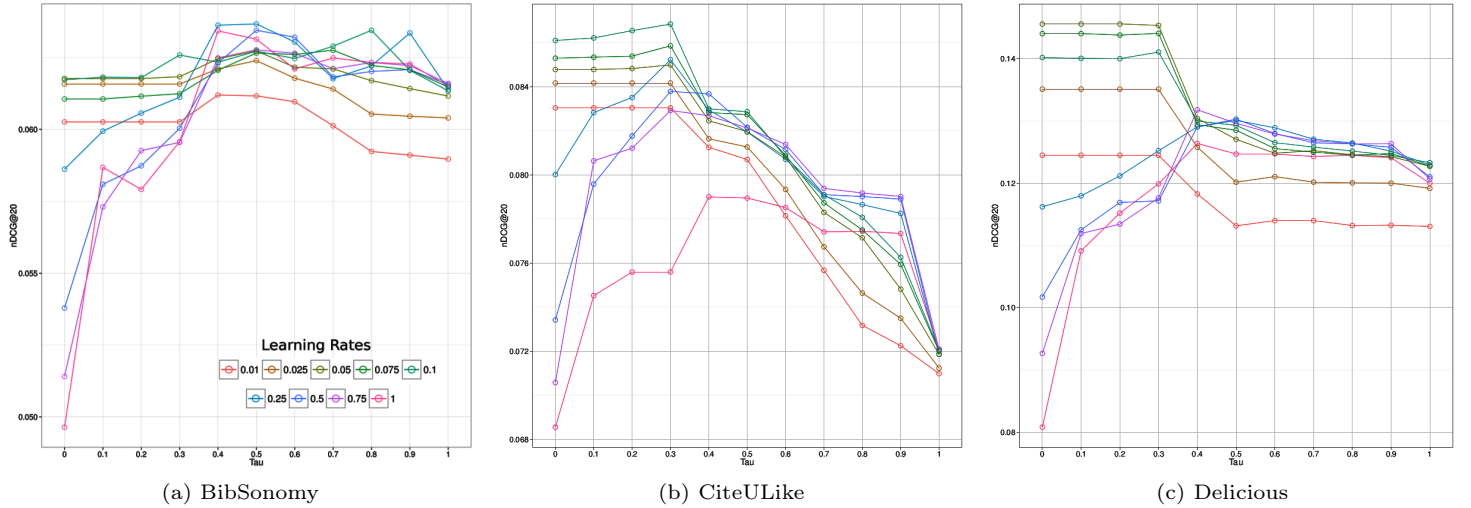 0.060
0.055
0.050
nDCG@20
Learning Rates
0.01 0.025 0.05 0.075 0.1
0.25 0.5 0.75 1
0 0.1 0.2 0.3 0.4 0.5 0.6 0.7 0.8 0.9 1
Tau
(a) BibSonomy
0.084
0.080
0.076
0.072
0.068
nDCG@20
0 0.1 0.2 0.3 0.4 0.5 0.6 0.7 0.8 0.9 1
Tau
(b) CiteULike
0.14
0.12
0.10
0.08
nDCG@20
0 0.1 0.2 0.3 0.4 0.5 0.6 0.7 0.8 0.9 1
Tau
(c) Delicious